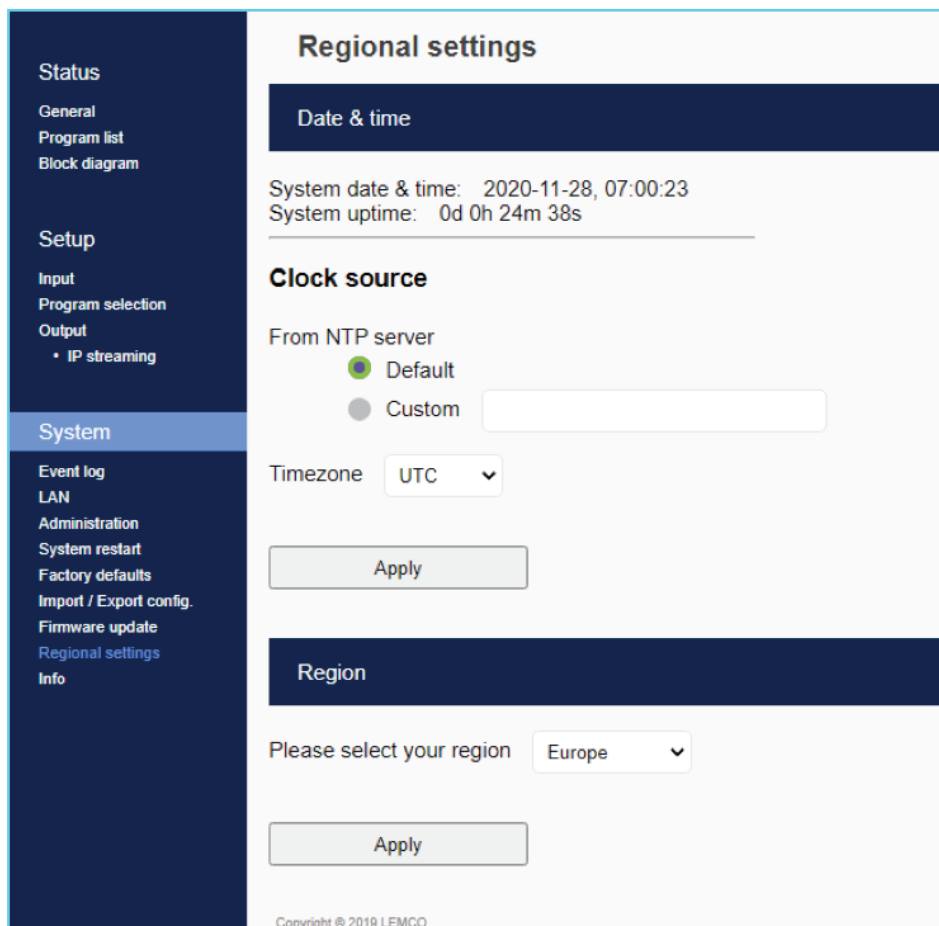 Status
General
Program list
Block diagram
Setup
Input
Program selection
Output
• IP streaming
System
Event log
LAN
Administration
System restart
Factory defaults
Import / Export config.
Firmware update
Regional settings
Info
Regional settings
Date & time
System date & time: 2020-11-28, 07:00:23
System uptime: 0d 0h 24m 38s
Clock source
From NTP server
Default
Custom
Timezone UTC
Apply
Region
Please select your region Europe
Apply
Copyright © 2019 LEMCO